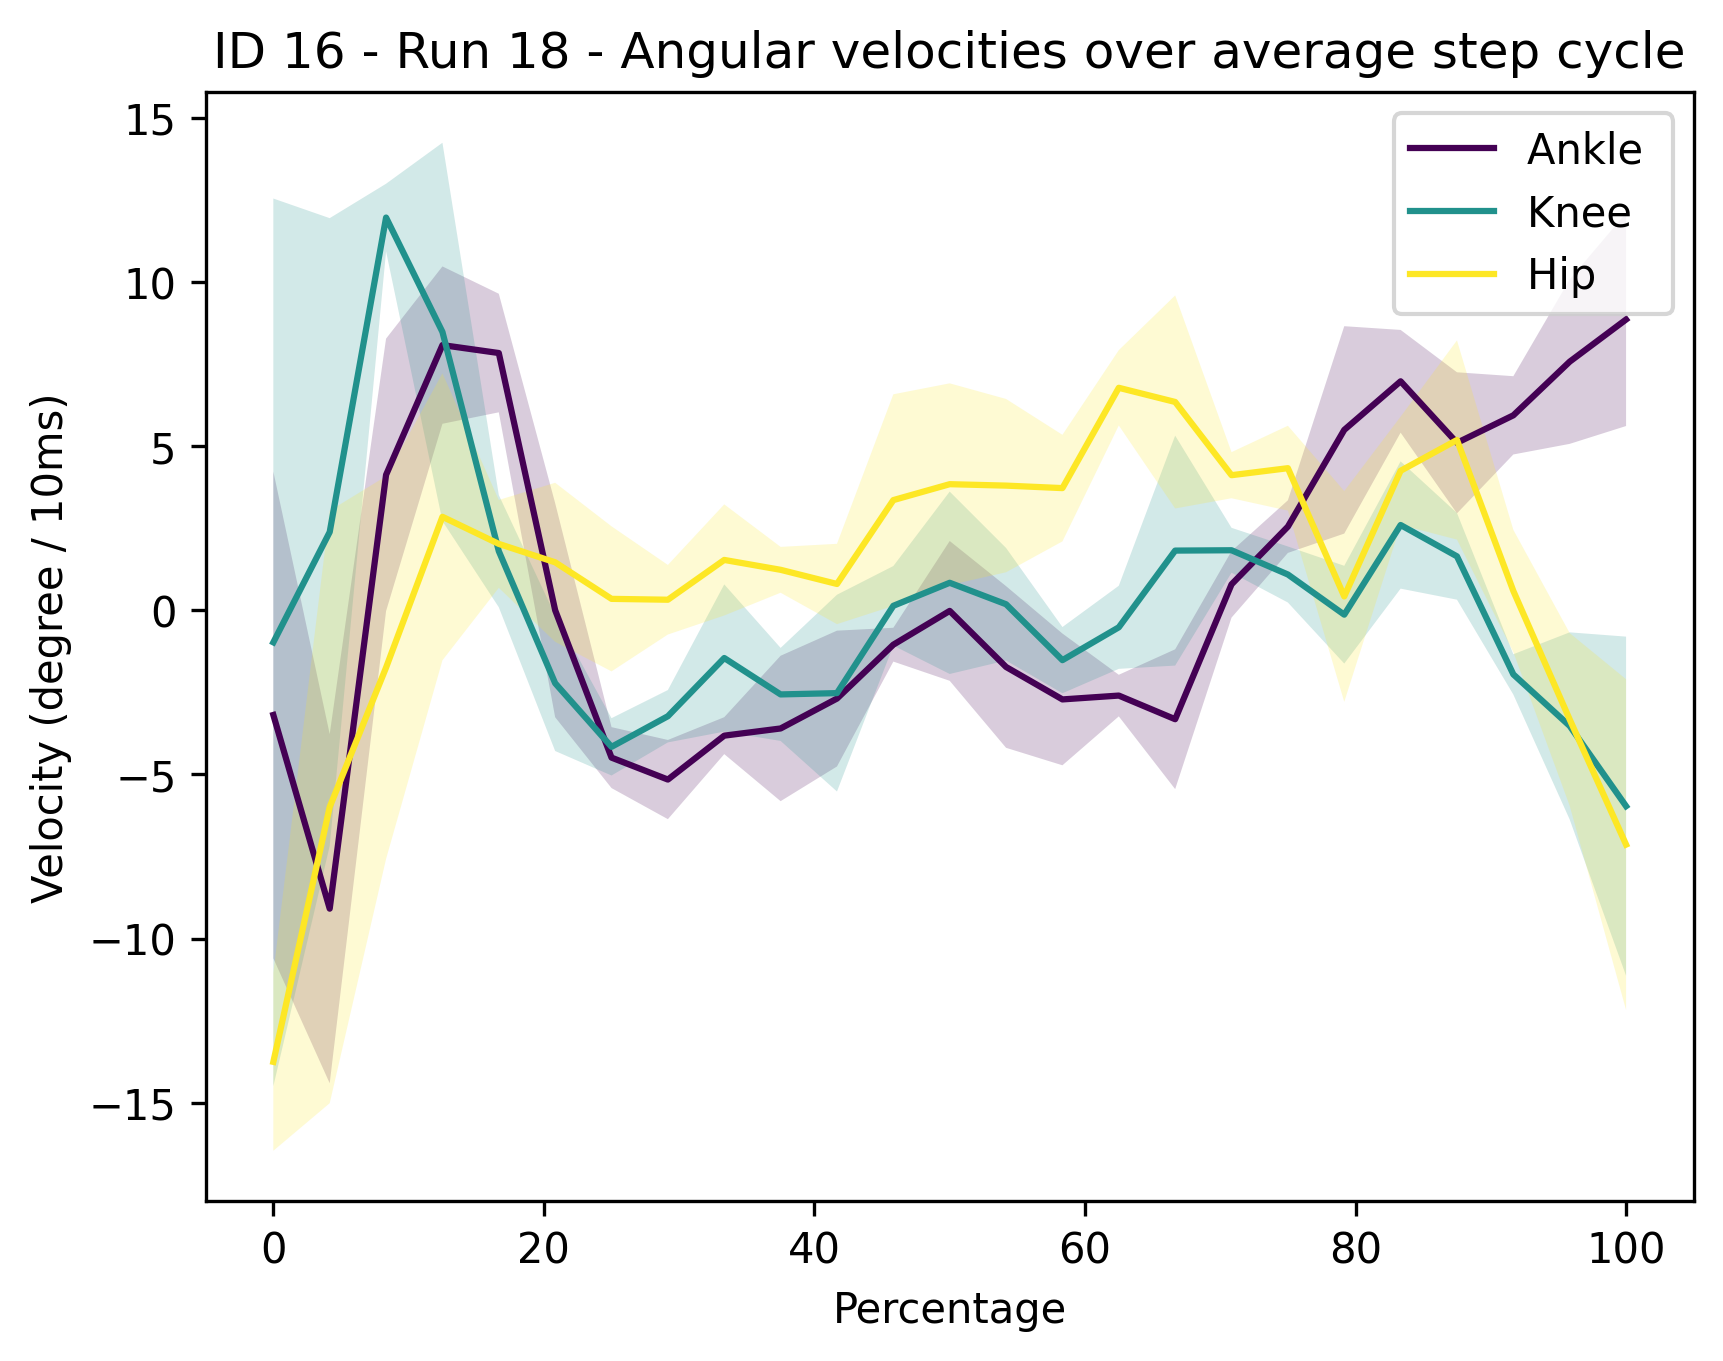 ID 16 - Run 18 - Angular velocities over average step cycle
Velocity (degree / 10ms)
15
10
5
0
−5
−10
−15
Ankle
Knee
Hip
0 20 40 60 80 100
Percentage